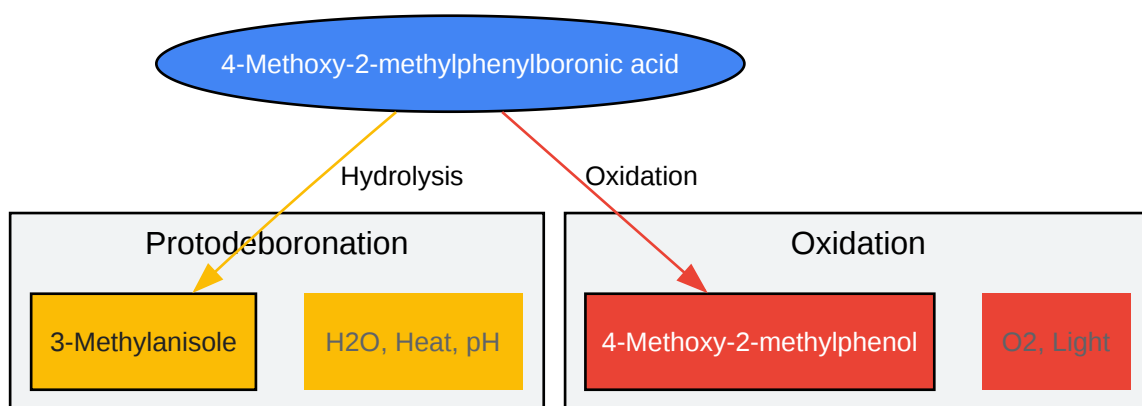 4-Methoxy-2-methylphenylboronic acid
Hydrolysis
Oxidation
Protodeboronation
Oxidation
3-Methylanisole
H2O, Heat, pH
4-Methoxy-2-methylphenol
O2, Light